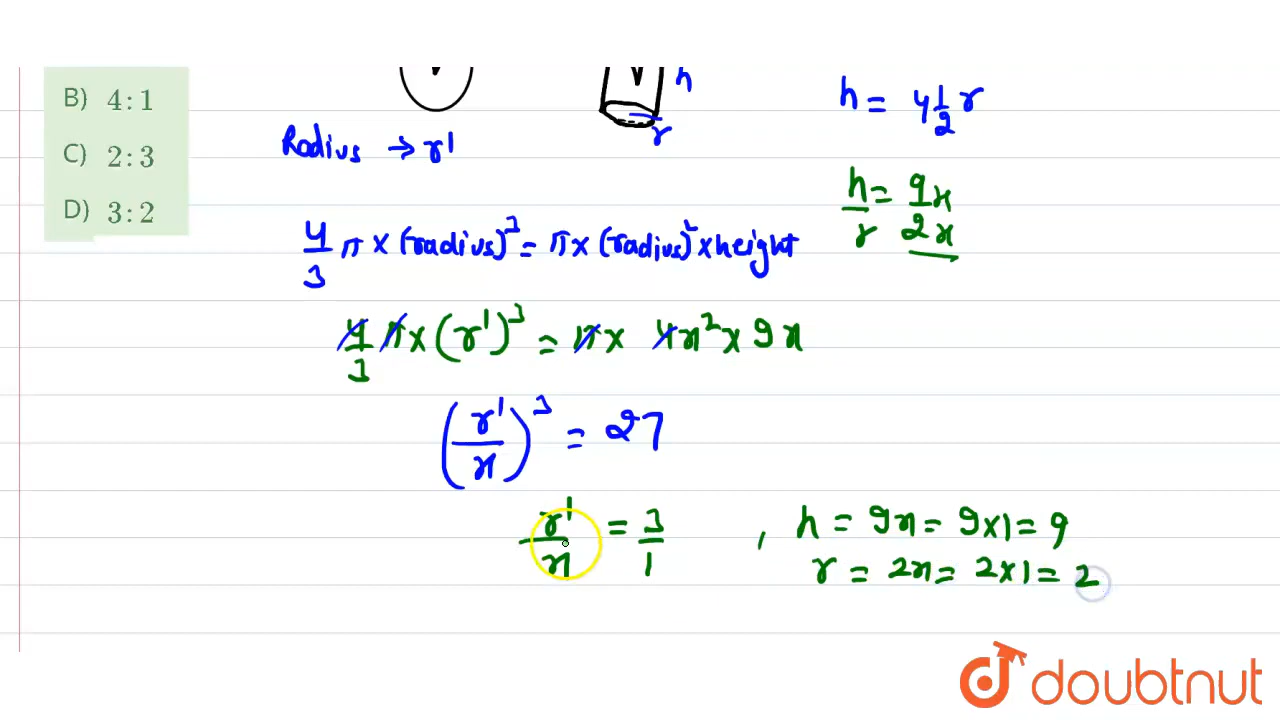 B) 4:1
C) 2:3
D) 3:2
V
V
h
r
Radius → r'
h = 4 1/2 r
h/r = 9x/2x
4/3 π × (radius)³ = π × (radius)² × height
4/3 π × (r')³ = π × 4x² × 9x
(r'/x)³ = 27
r'/x = 3/1 , h = 9x = 9×1 = 9
r = 2x = 2×1 = 2
doubtnut